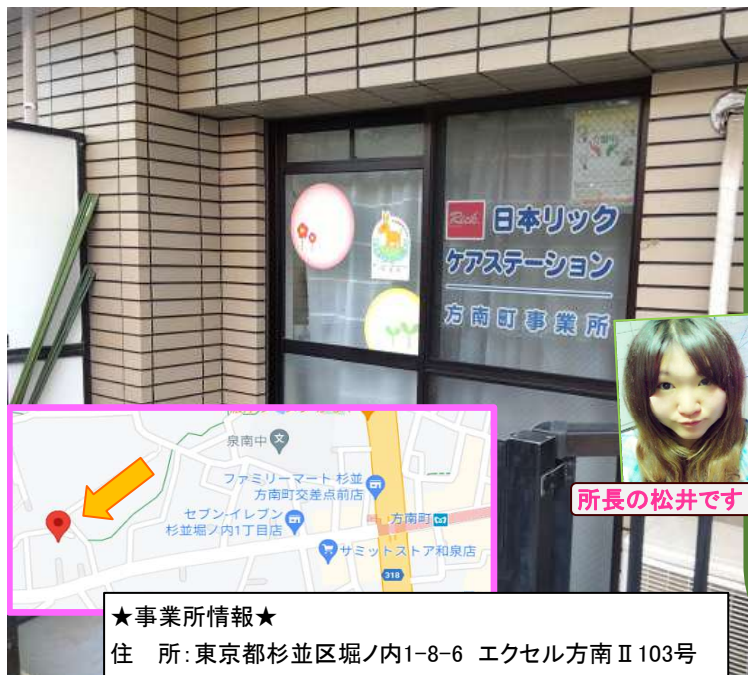 Rick
日本リック
ケアステーション
方南町事業所
所長の松井です
泉南中
文
ファミリーマート 杉並
方南町交差点前店
セブン-イレブン
杉並堀ノ内1丁目店
方南町
サミットストア和泉店
318
★事業所情報★
住　所:東京都杉並区堀ノ内1-8-6 エクセル方南Ⅱ103号